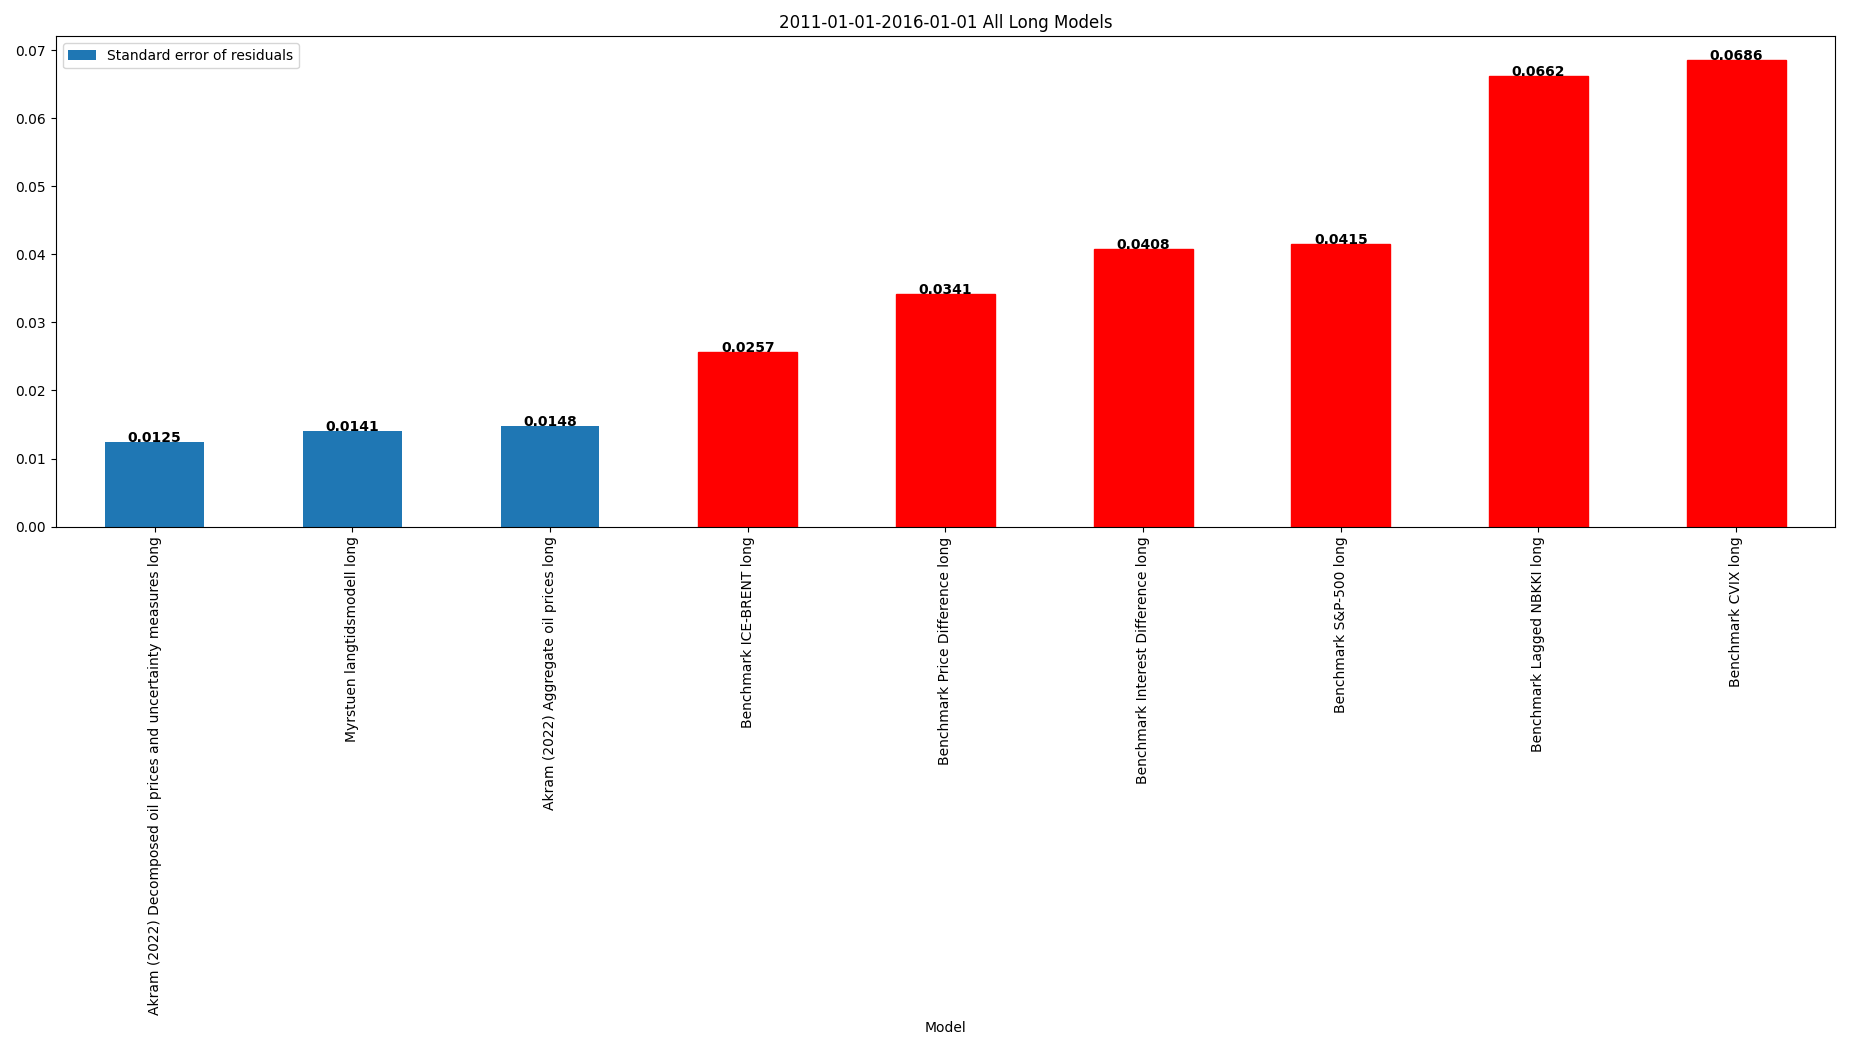 2011-01-01-2016-01-01 All Long Models
Standard error of residuals
0.07
0.06
0.05
0.04
0.03
0.02
0.01
0.00
0.0125
0.0141
0.0148
0.0257
0.0341
0.0408
0.0415
0.0662
0.0686
Akram (2022) Decomposed oil prices and uncertainty measures long
Myrstuen langtidsmodell long
Akram (2022) Aggregate oil prices long
Benchmark ICE-BRENT long
Benchmark Price Difference long
Benchmark Interest Difference long
Benchmark S&P-500 long
Benchmark Lagged NBKKI long
Benchmark CVIX long
Model